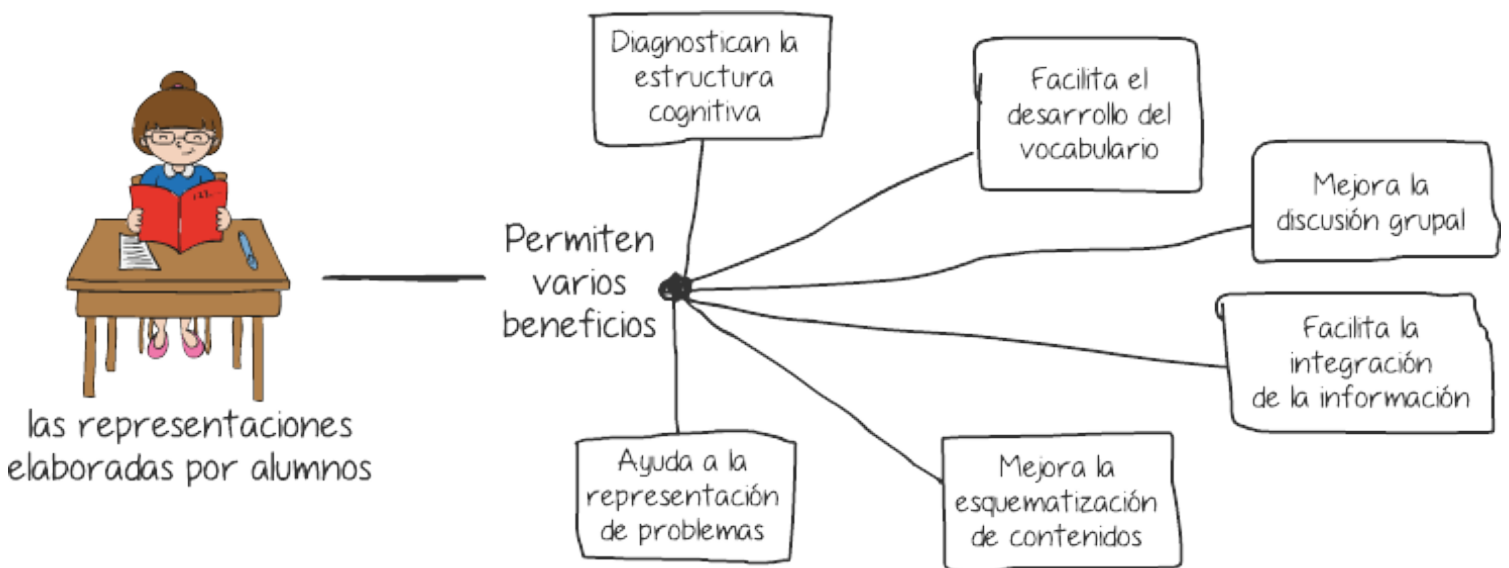 las representaciones
elaboradas por alumnos
Permiten
varios
beneficios
Diagnostican la
estructura
cognitiva
Facilita el
desarrollo del
vocabulario
Mejora la
discusión grupal
Facilita la
integración
de la información
Mejora la
esquematización
de contenidos
Ayuda a la
representación
de problemas